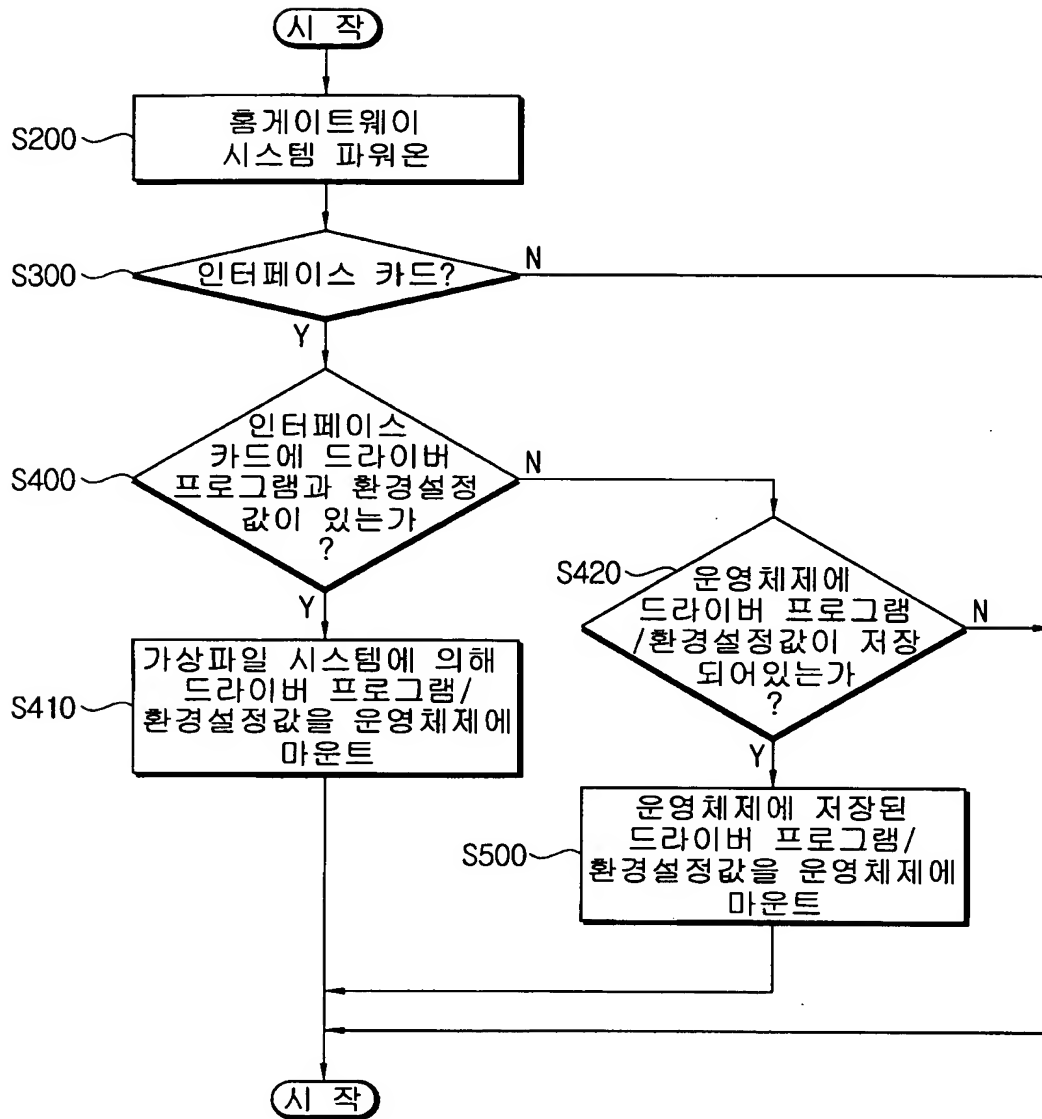 시 작
S200
홈게이트웨이
시스템 파워온
S300
인터페이스 카드?
N
Y
S400
인터페이스
카드에 드라이버
프로그램과 환경설정
값이 있는가
?
N
Y
S420
운영체제에
드라이버 프로그램
/환경설정값이 저장
되어있는가
?
N
Y
S410
가상파일 시스템에 의해
드라이버 프로그램/
환경설정값을 운영체제에
마운트
S500
운영체제에 저장된
드라이버 프로그램/
환경설정값을 운영체제에
마운트
시 작